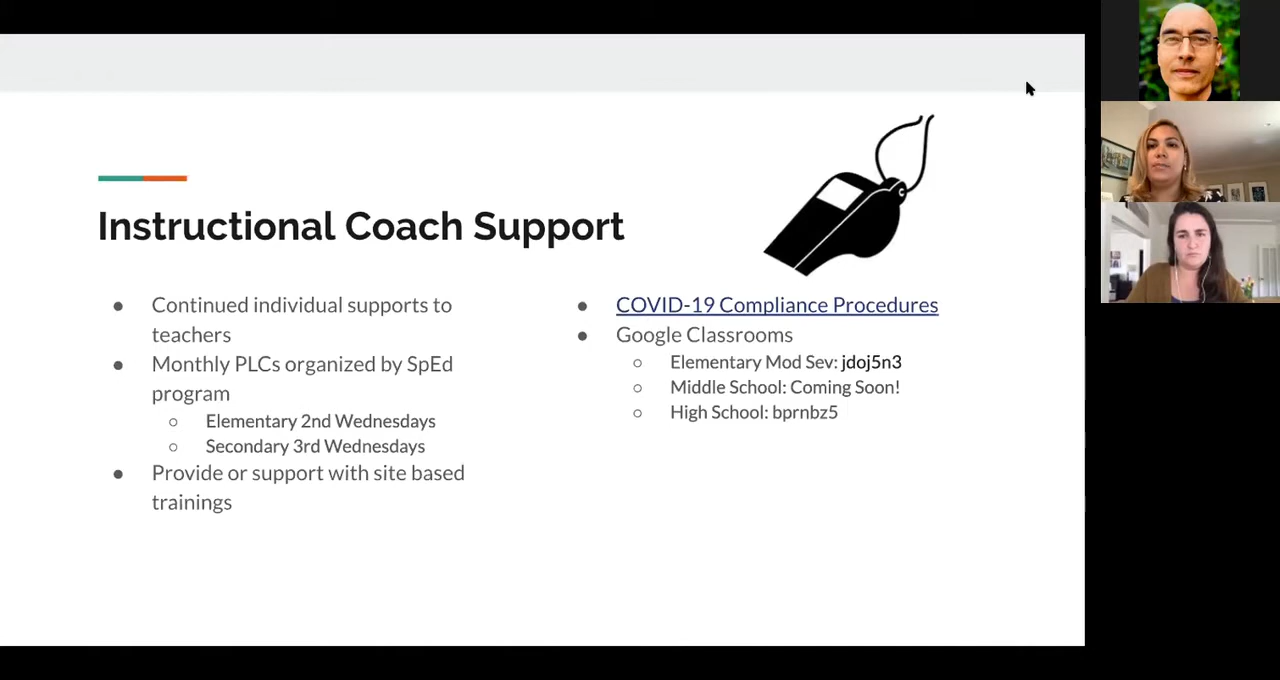 Instructional Coach Support
Continued individual supports to
teachers
Monthly PLCs organized by SpEd
program
Elementary 2nd Wednesdays
Secondary 3rd Wednesdays
Provide or support with site based
trainings
COVID-19 Compliance Procedures
Google Classrooms
Elementary Mod Sev: jdoj5n3
Middle School: Coming Soon!
High School: bprnbz5